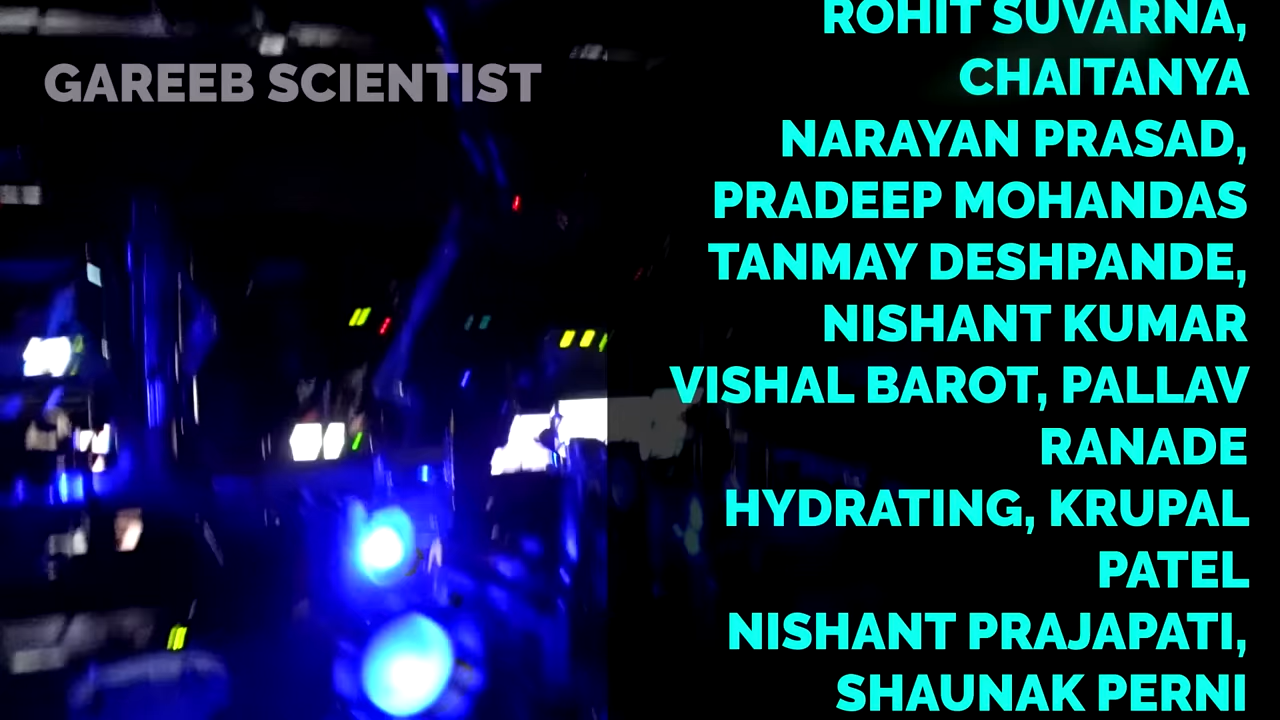 ROHIT SUVARNA,
GAREEB SCIENTIST
CHAITANYA
NARAYAN PRASAD,
PRADEEP MOHANDAS
TANMAY DESHPANDE,
NISHANT KUMAR
VISHAL BAROT, PALLAV
RANADE
HYDRATING, KRUPAL
PATEL
NISHANT PRAJAPATI,
SHAUNAK PERNI